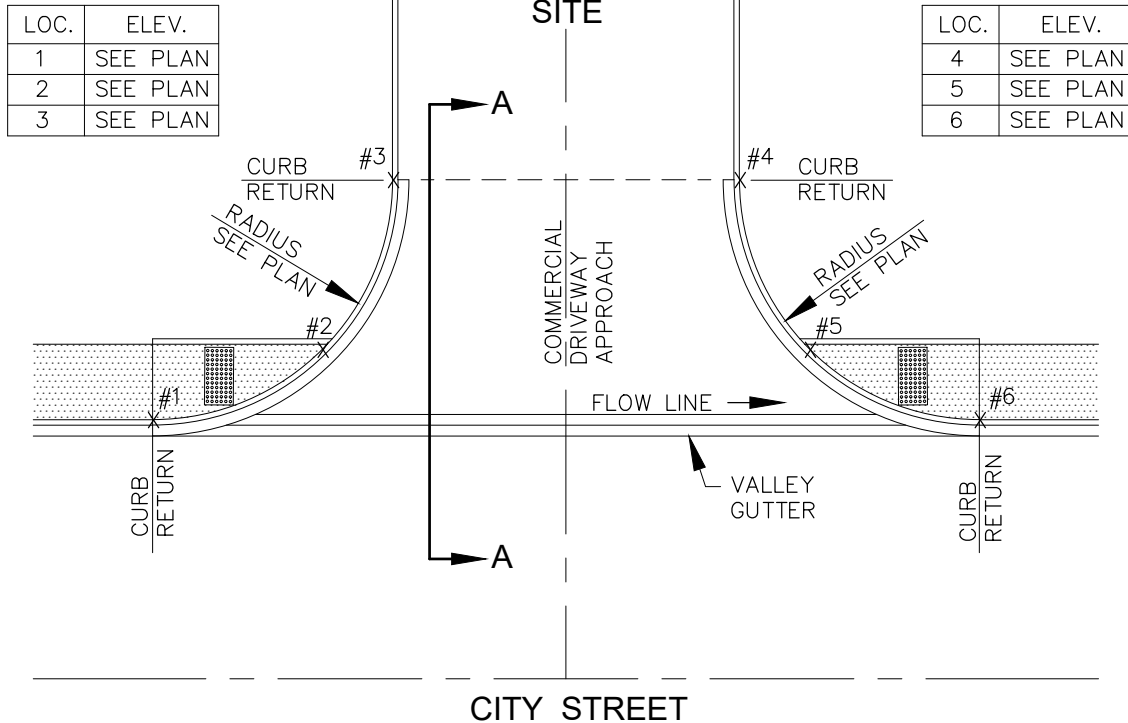 SITE
LOC. ELEV.
1 SEE PLAN
2 SEE PLAN
3 SEE PLAN
LOC. ELEV.
4 SEE PLAN
5 SEE PLAN
6 SEE PLAN
A
#3
CURB
RETURN
#4
CURB
RETURN
RADIUS
SEE PLAN
RADIUS
SEE PLAN
COMMERCIAL
DRIVEWAY
APPROACH
#2
#5
#1
FLOW LINE
#6
CURB
RETURN
VALLEY
GUTTER
CURB
RETURN
A
CITY STREET